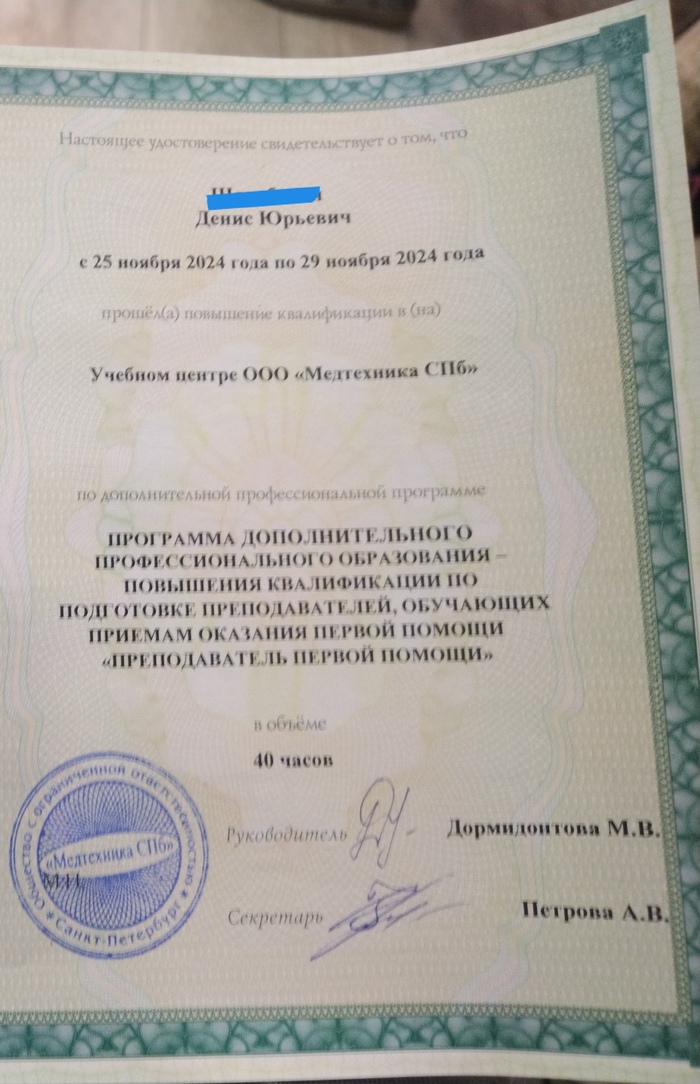 Настоящее удостоверение свидетельствует о том, что
Денис Юрьевич
с 25 ноября 2024 года по 29 ноября 2024 года
прошёл(а) повышение квалификации в (на)
Учебном центре ООО «Медтехника СПб»
по дополнительной профессиональной программе
ПРОГРАММА ДОПОЛНИТЕЛЬНОГО
ПРОФЕССИОНАЛЬНОГО ОБРАЗОВАНИЯ –
ПОВЫШЕНИЯ КВАЛИФИКАЦИИ ПО
ПОДГОТОВКЕ ПРЕПОДАВАТЕЛЕЙ, ОБУЧАЮЩИХ
ПРИЕМАМ ОКАЗАНИЯ ПЕРВОЙ ПОМОЩИ
«ПРЕПОДАВАТЕЛЬ ПЕРВОЙ ПОМОЩИ»
в объёме
40 часов
Общество с ограниченной ответственностью
«Медтехника СПб»
М.П.
* Санкт-Петербург *
Руководитель
Дормидонтова М.В.
Секретарь
Петрова А.В.